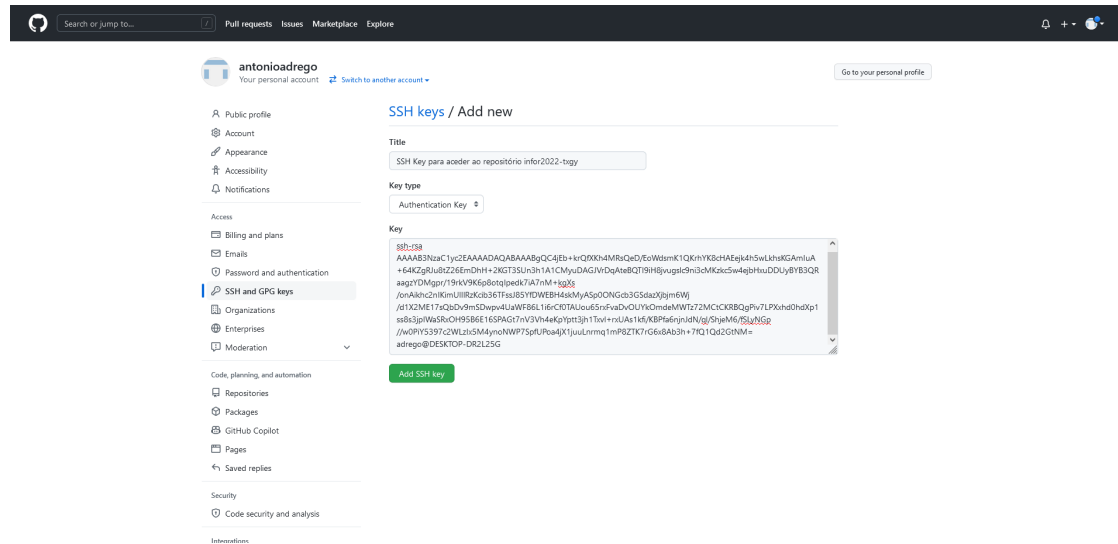 Search or jump to... /
Pull requests Issues Marketplace Explore
antonioadrego
Your personal account Switch to another account
Go to your personal profile
Public profile
Account
Appearance
Accessibility
Notifications
Access
Billing and plans
Emails
Password and authentication
SSH and GPG keys
Organizations
Enterprises
Moderation
Code, planning, and automation
Repositories
Packages
GitHub Copilot
Pages
Saved replies
Security
Code security and analysis
Integrations
SSH keys / Add new
Title
SSH Key para aceder ao repositório infor2022-txgy
Key type
Authentication Key
Key
ssh-rsa
adrego@DESKTOP-DR2L25G
Add SSH key